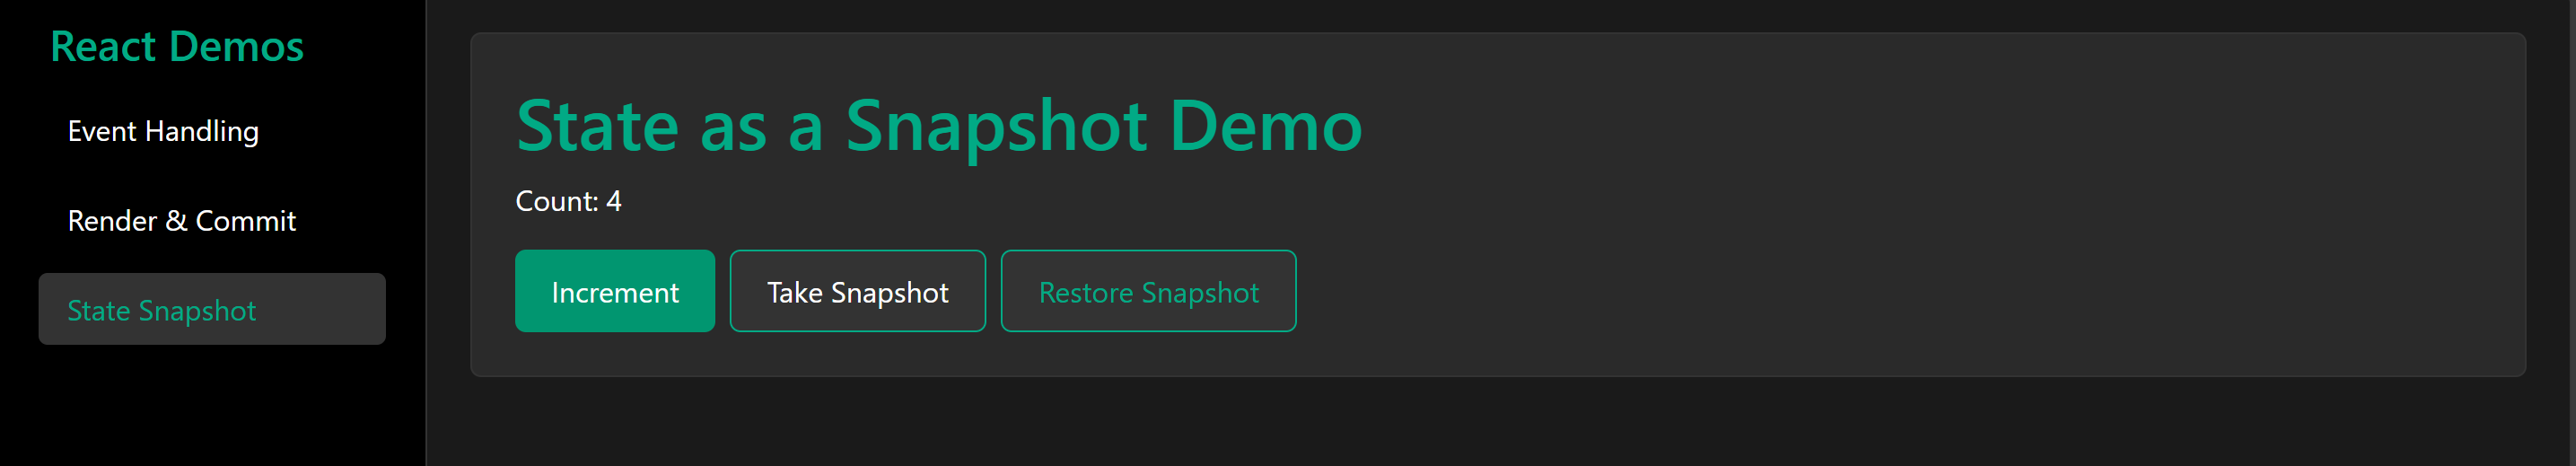 React Demos
Event Handling
Render & Commit
State Snapshot
State as a Snapshot Demo
Count: 4
Increment Take Snapshot Restore Snapshot